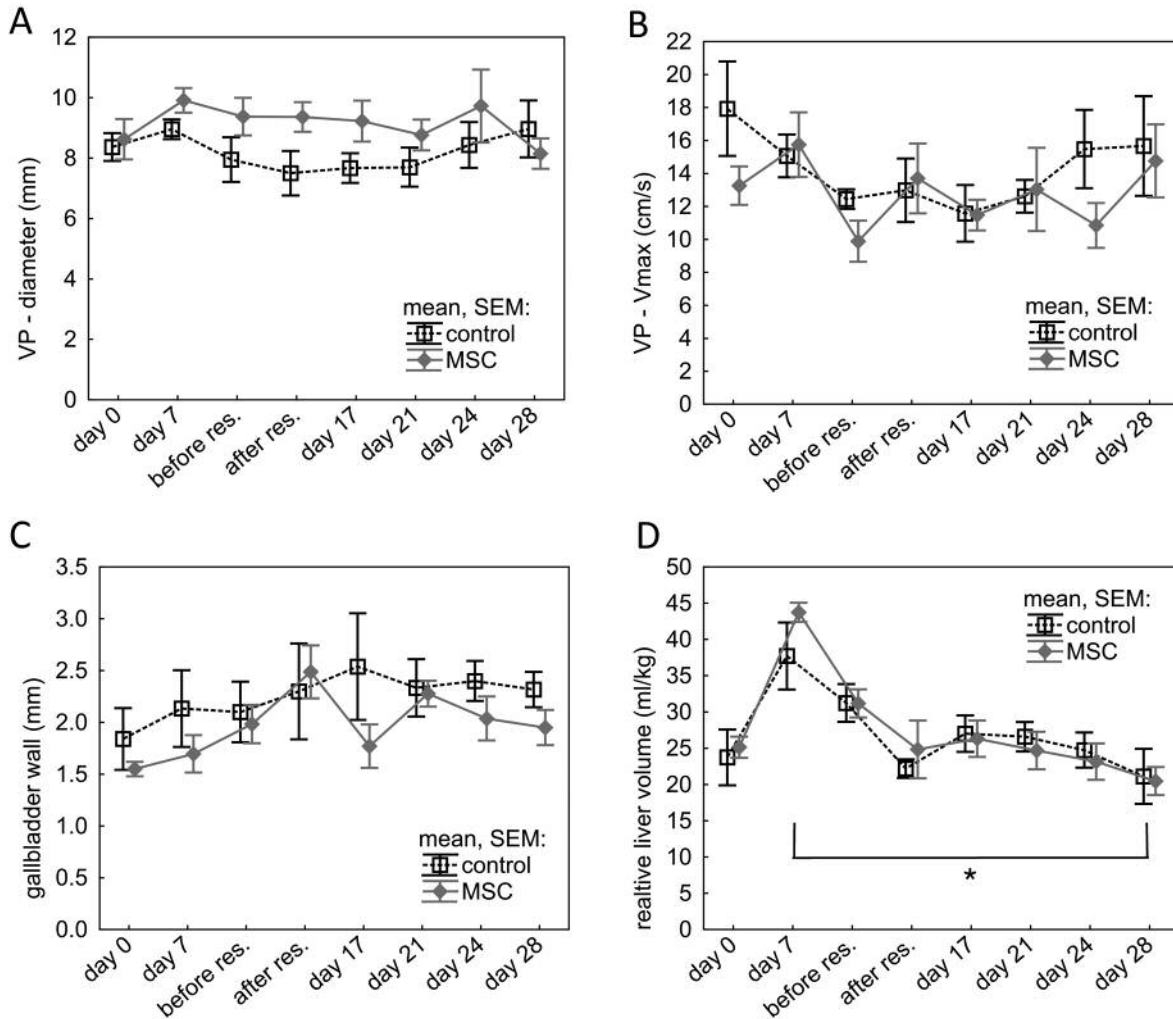 A
12
10
8
6
4
2
0
VP - diameter (mm)
mean, SEM:
control
MSC
day 0
day 7
before res.
after res.
day 17
day 21
day 24
day 28
B
22
20
18
16
14
12
10
8
6
4
2
0
VP - Vmax (cm/s)
mean, SEM:
control
MSC
day 0
day 7
before res.
after res.
day 17
day 21
day 24
day 28
C
3.5
3.0
2.5
2.0
1.5
1.0
0.5
0.0
gallbladder wall (mm)
mean, SEM:
control
MSC
day 0
day 7
before res.
after res.
day 17
day 21
day 24
day 28
D
50
45
40
35
30
25
20
15
10
5
0
realtive liver volume (ml/kg)
mean, SEM:
control
MSC
*
day 0
day 7
before res.
after res.
day 17
day 21
day 24
day 28